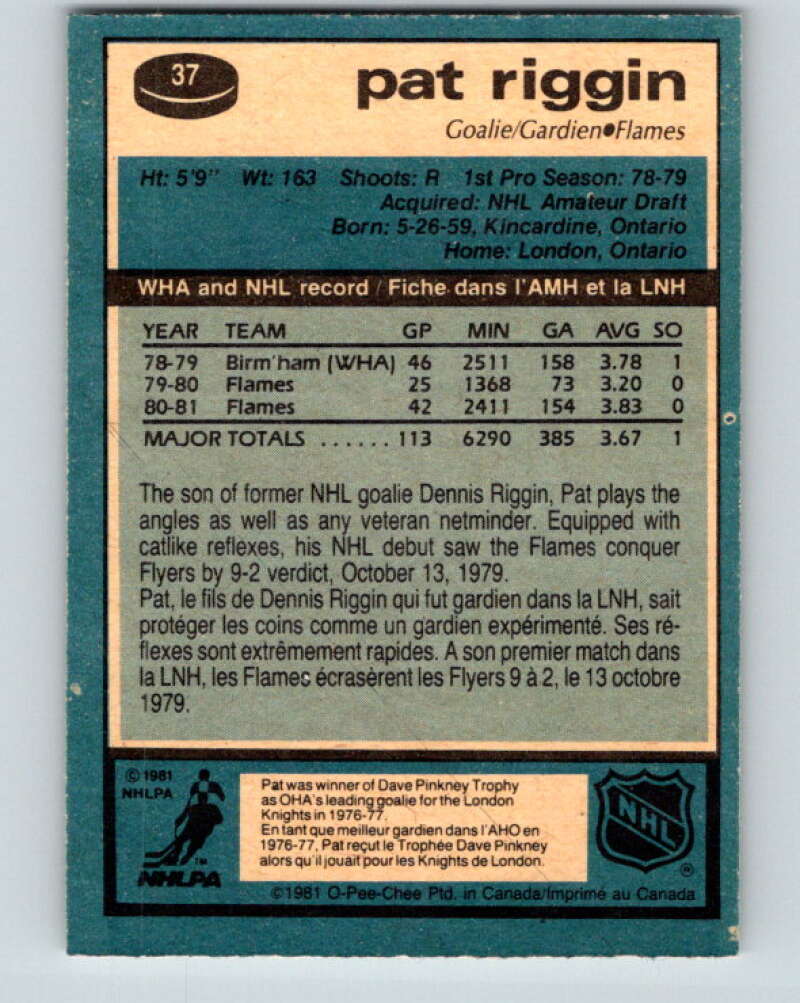 37
pat riggin
Goalie/Gardien●Flames
Ht: 5'9" Wt: 163 Shoots: R 1st Pro Season: 78-79
Acquired: NHL Amateur Draft
Born: 5-26-59, Kincardine, Ontario
Home: London, Ontario
WHA and NHL record / Fiche dans l'AMH et la LNH
YEAR TEAM GP MIN GA AVG SO
78-79 Birm'ham (WHA) 46 2511 158 3.78 1
79-80 Flames 25 1368 73 3.20 0
80-81 Flames 42 2411 154 3.83 0
MAJOR TOTALS ...... 113 6290 385 3.67 1
The son of former NHL goalie Dennis Riggin, Pat plays the
angles as well as any veteran netminder. Equipped with
catlike reflexes, his NHL debut saw the Flames conquer
Flyers by 9-2 verdict, October 13, 1979.
Pat, le fils de Dennis Riggin qui fut gardien dans la LNH, sait
protéger les coins comme un gardien expérimenté. Ses ré-
flexes sont extrêmement rapides. A son premier match dans
la LNH, les Flames écrasèrent les Flyers 9 à 2, le 13 octobre
1979.
© 1981
NHLPA
TM
NHLPA
Pat was winner of Dave Pinkney Trophy
as OHA's leading goalie for the London
Knights in 1976-77.
En tant que meilleur gardien dans l'AHO en
1976-77, Pat reçut le Trophée Dave Pinkney
alors qu'il jouait pour les Knights de London.
NHL
®
©1981 O-Pee-Chee Ptd. in Canada/Imprimé au Canada